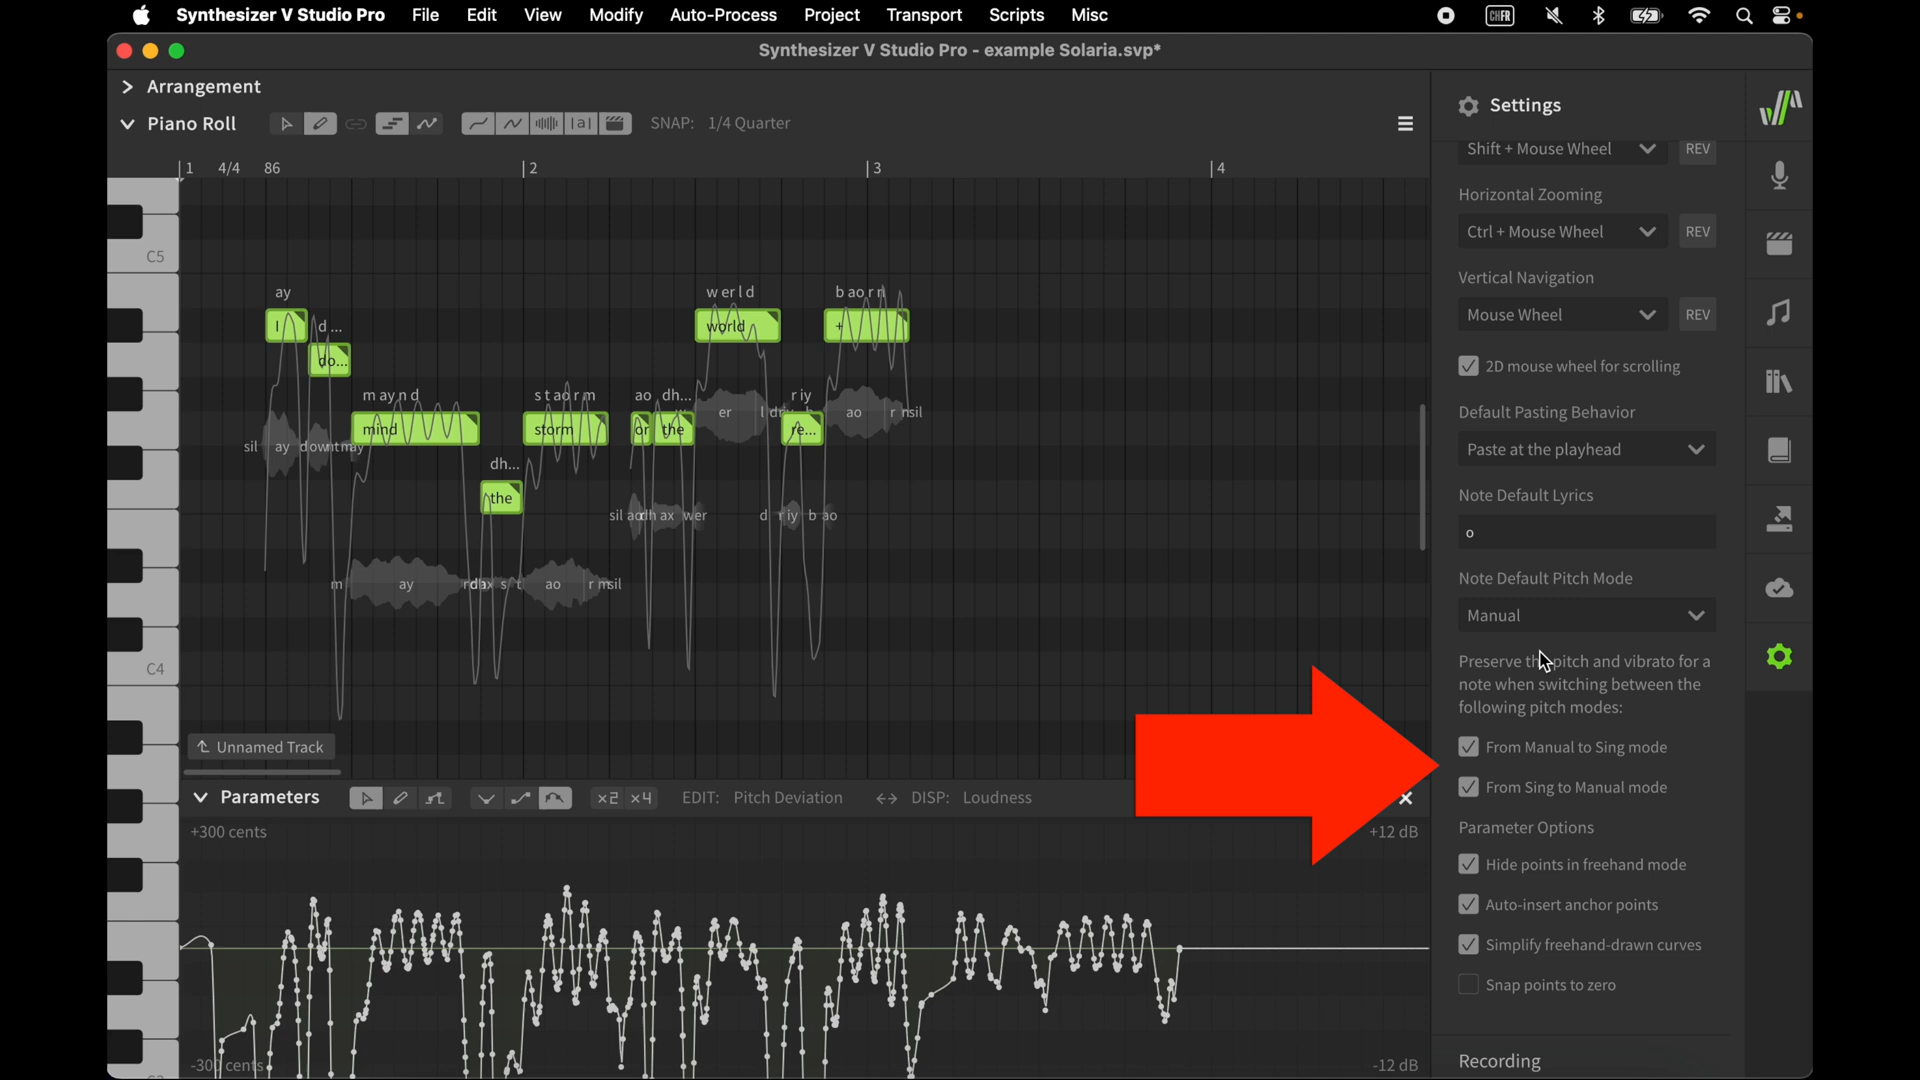 Synthesizer V Studio Pro File Edit View Modify Auto-Process Project Transport Scripts Misc
Synthesizer V Studio Pro - example Solaria.svp*
Arrangement
Piano Roll SNAP: 1/4 Quarter
1 4/4 86 2 3 4
C5
ay w er l d b ao r n
I d ... world +
do...
m ay n d s t ao r m ao dh... r iy
er ao r n sil
mind storm or the re...
sil ay
dh...
the
d r iy b ao
m ay s t ao
C4
Unnamed Track
Parameters ×2 ×4 EDIT: Pitch Deviation DISP: Loudness
+300 cents +12 dB
-300 cents -12 dB
Settings
Shift + Mouse Wheel REV
Horizontal Zooming
Ctrl + Mouse Wheel REV
Vertical Navigation
Mouse Wheel REV
2D mouse wheel for scrolling
Default Pasting Behavior
Paste at the playhead
Note Default Lyrics
o
Note Default Pitch Mode
Manual
Preserve the pitch and vibrato for a
note when switching between the
following pitch modes:
From Manual to Sing mode
From Sing to Manual mode
Parameter Options
Hide points in freehand mode
Auto-insert anchor points
Simplify freehand-drawn curves
Snap points to zero
Recording